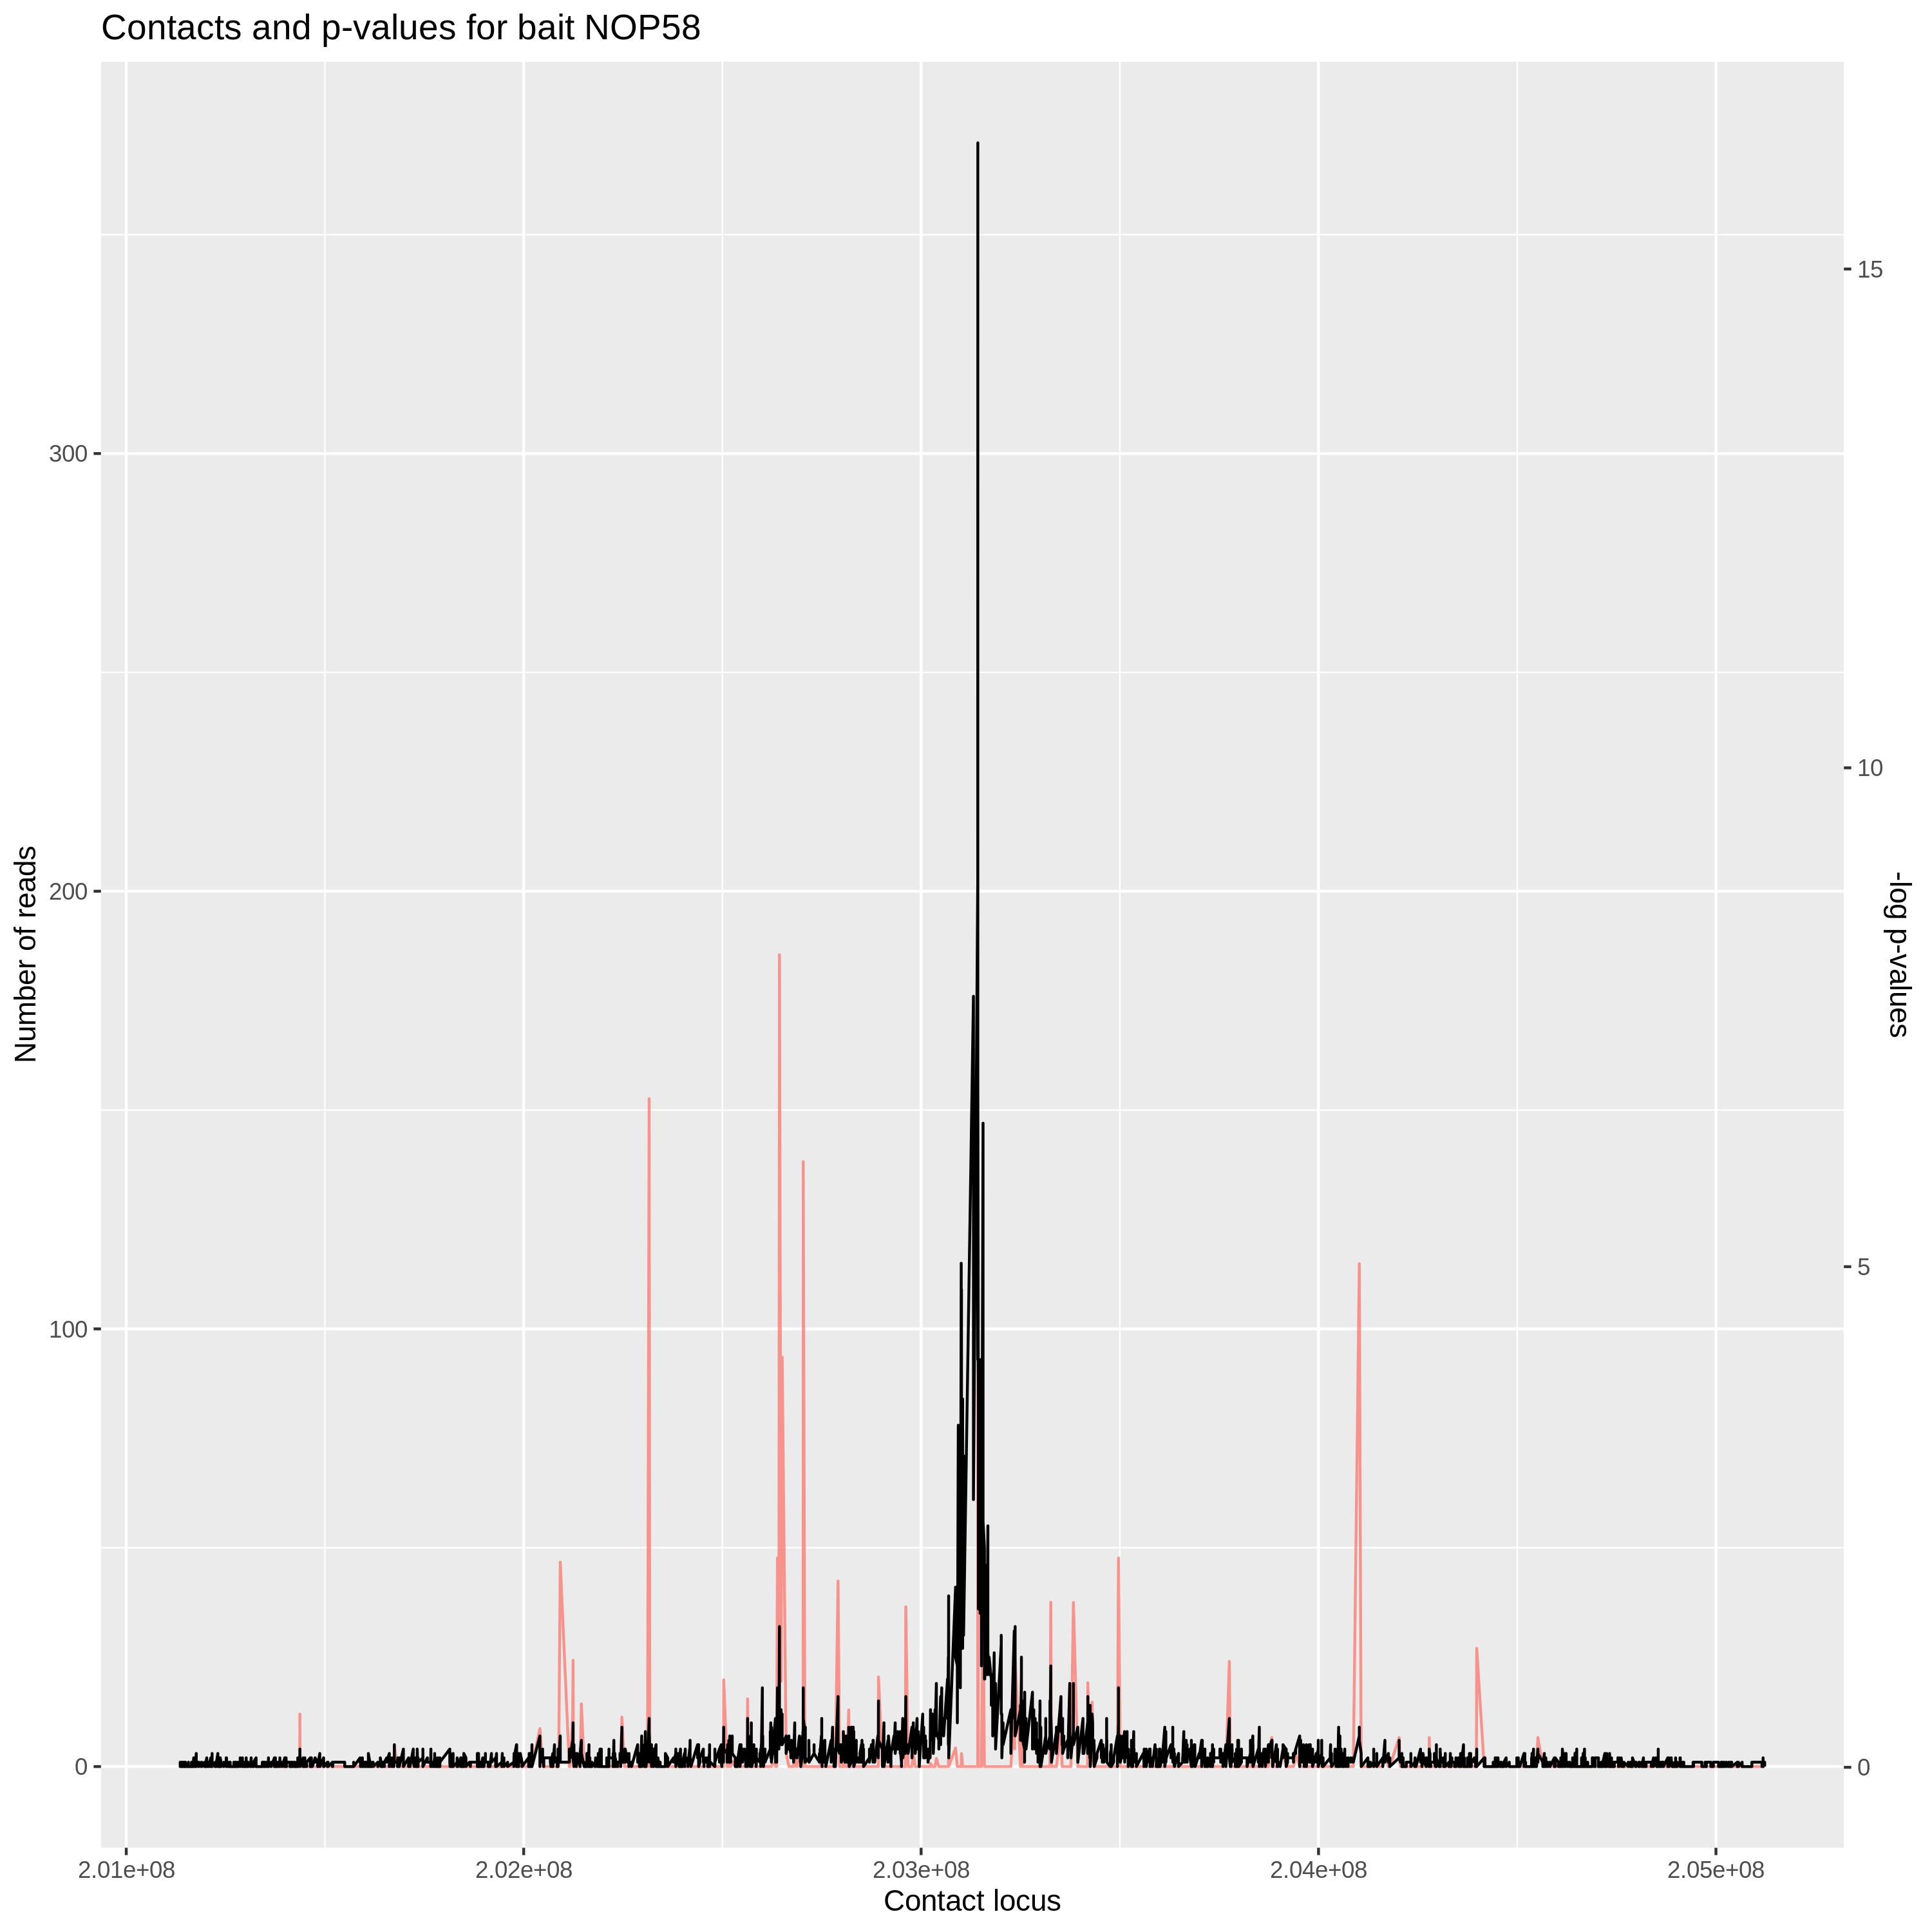 Contacts and p-values for bait NOP58
Number of reads
300
200
100
0
15
10
5
0
-log p-values
2.01e+08
2.02e+08
2.03e+08
2.04e+08
2.05e+08
Contact locus